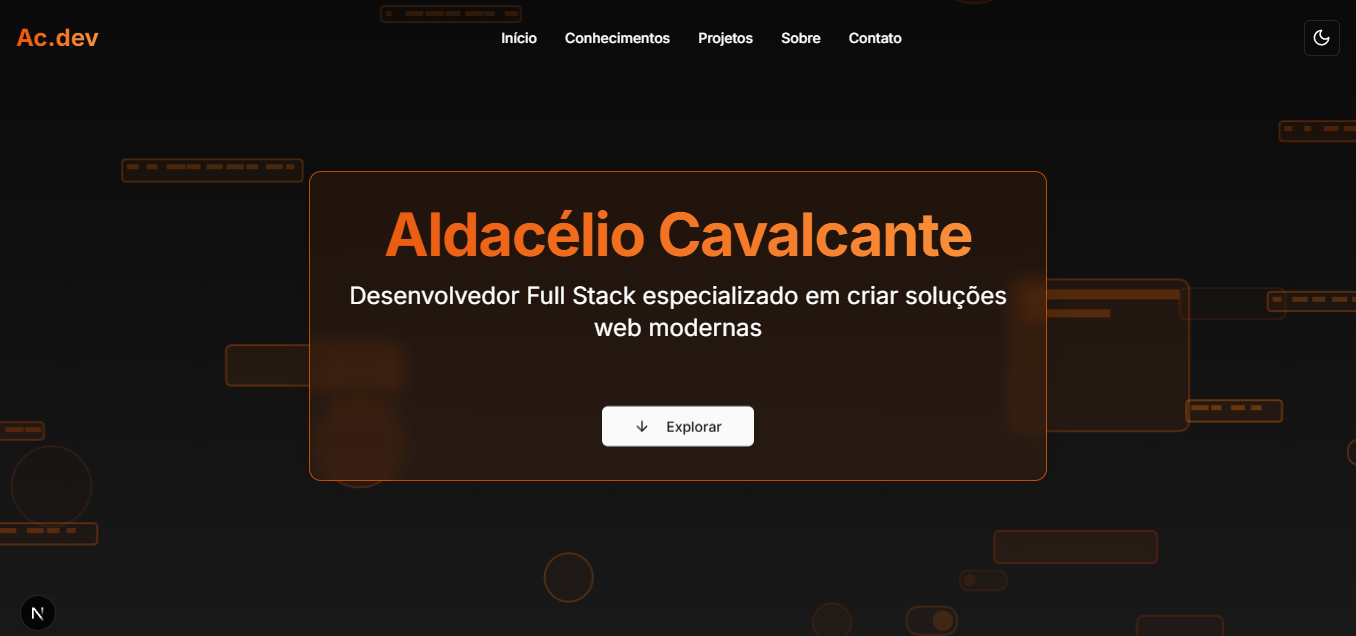 Ac.dev
Início
Conhecimentos
Projetos
Sobre
Contato
Aldacélio Cavalcante
Desenvolvedor Full Stack especializado em criar soluções
web modernas
Explorar
N